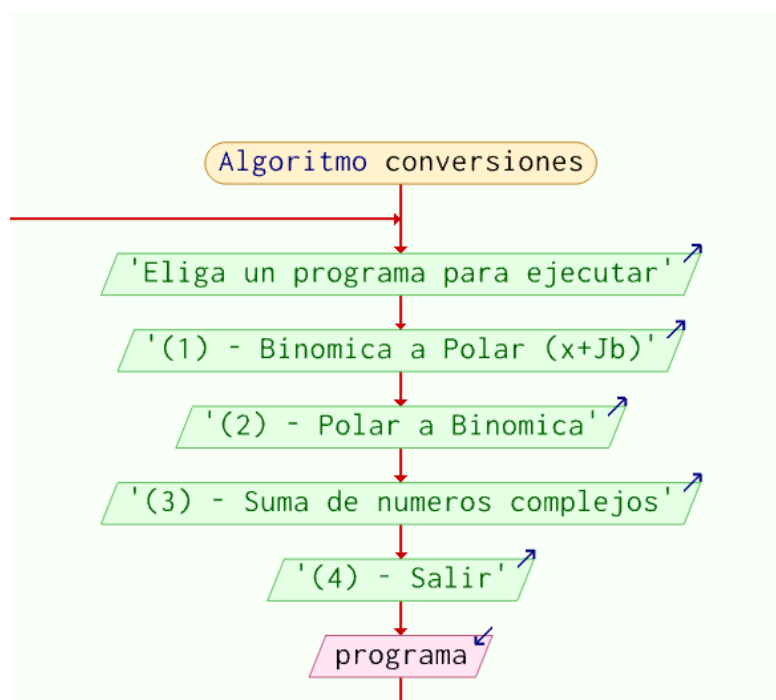 Algoritmo conversiones
'Eliga un programa para ejecutar'
'(1) - Binomica a Polar (x+Jb)'
'(2) - Polar a Binomica'
'(3) - Suma de numeros complejos'
'(4) - Salir'
programa